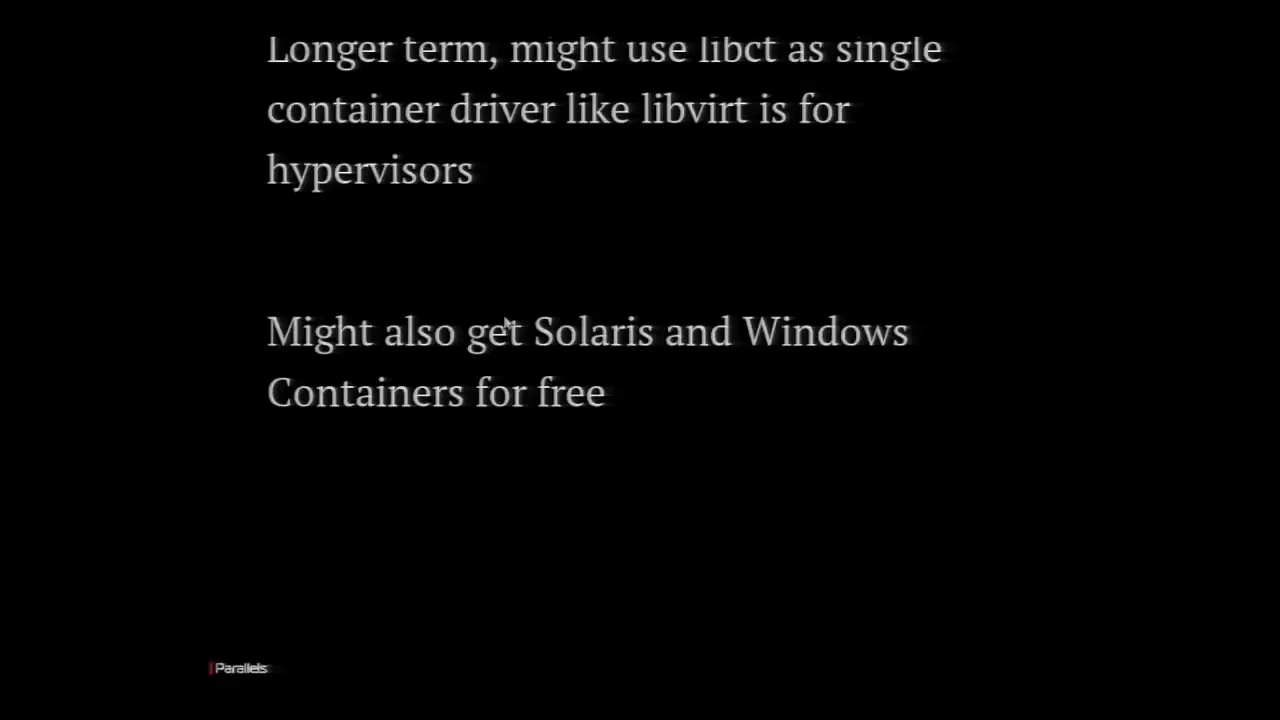 Longer term, might use libct as single
container driver like libvirt is for
hypervisors
Might also get Solaris and Windows
Containers for free
Parallels